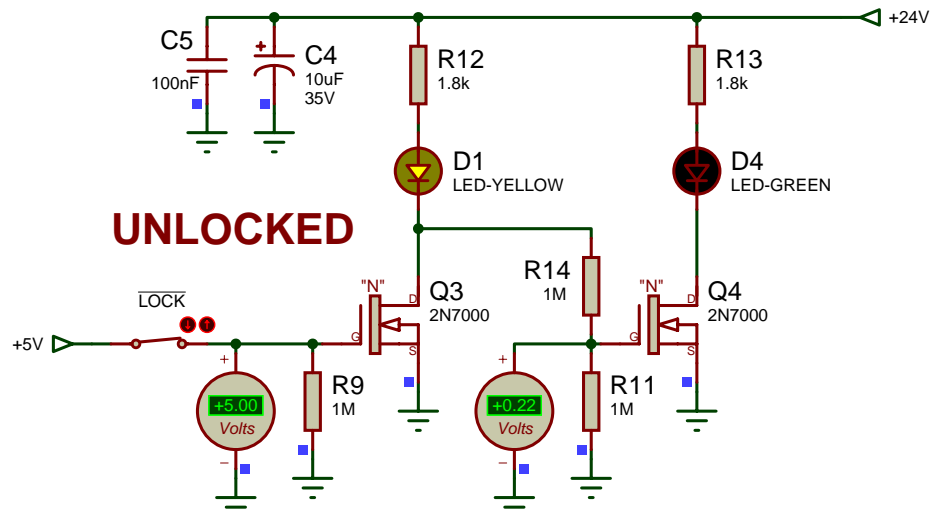 +24V
C5
100nF
C4
10uF
35V
+
R12
1.8k
R13
1.8k
D1
LED-YELLOW
D4
LED-GREEN
UNLOCKED
LOCK
+5V
"N"
D
G
S
Q3
2N7000
R14
1M
"N"
D
G
S
Q4
2N7000
+
+5.00
Volts
−
R9
1M
+
+0.22
Volts
−
R11
1M